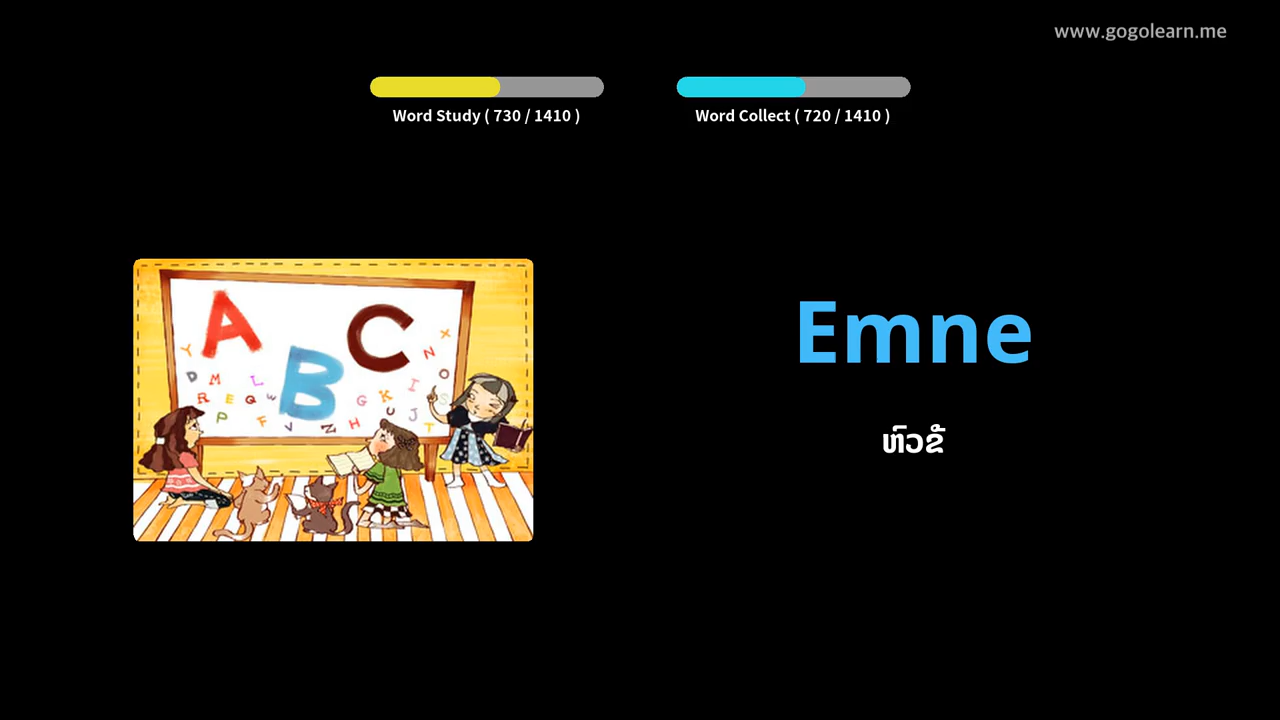 www.gogolearn.me
Word Study ( 730 / 1410 )
Word Collect ( 720 / 1410 )
Emne
ຫົວຂໍ້
A
B
C
Y
D M L
R E Q W
P F V Z H
G K I N X O
U J T S